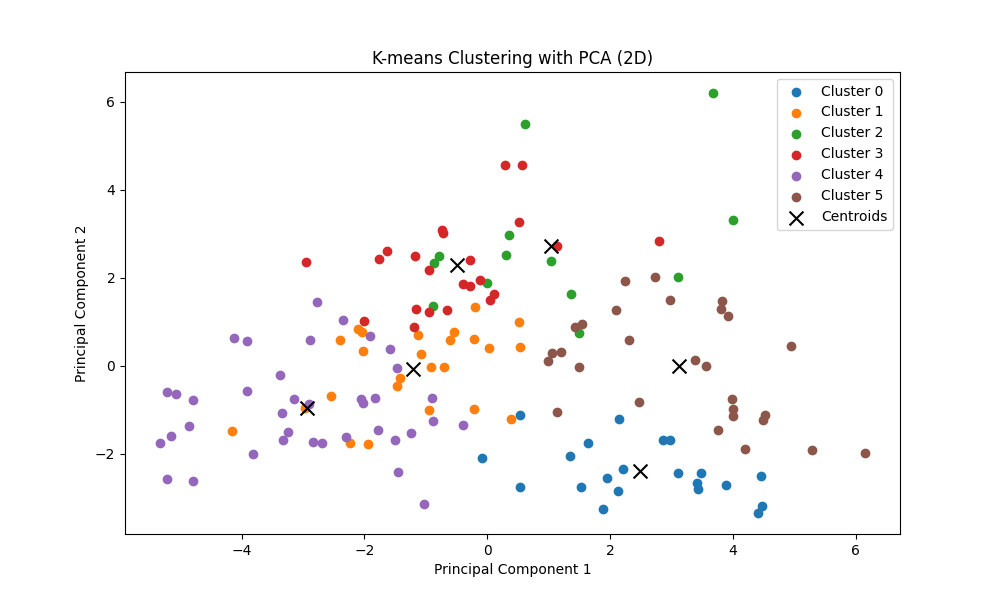 K-means Clustering with PCA (2D)
Cluster 0
Cluster 1
Cluster 2
Cluster 3
Cluster 4
Cluster 5
Centroids
Principal Component 2
6
4
2
0
−2
−4
−2
0
2
4
6
Principal Component 1